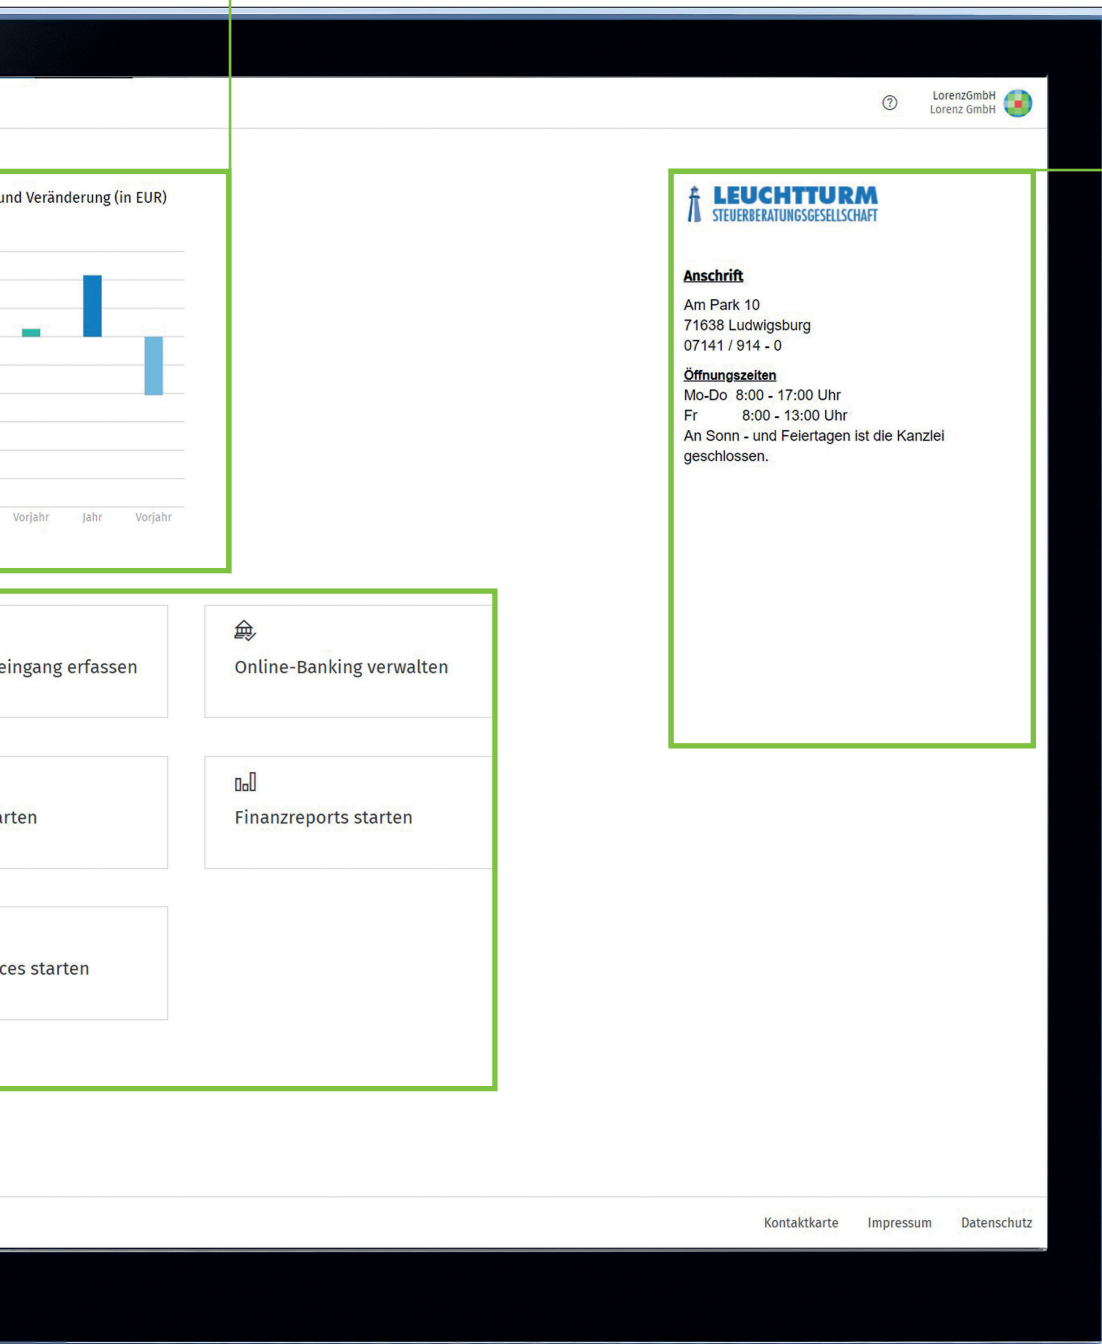 LorenzGmbH
Lorenz GmbH
und Veränderung (in EUR)
Vorjahr Jahr Vorjahr
LEUCHTTURM
STEUERBERATUNGSGESELLSCHAFT
Anschrift
Am Park 10
71638 Ludwigsburg
07141 / 914 - 0
Öffnungszeiten
Mo-Do 8:00 - 17:00 Uhr
Fr 8:00 - 13:00 Uhr
An Sonn - und Feiertagen ist die Kanzlei
geschlossen.
eingang erfassen
Online-Banking verwalten
arten
Finanzreports starten
ces starten
Kontaktkarte Impressum Datenschutz